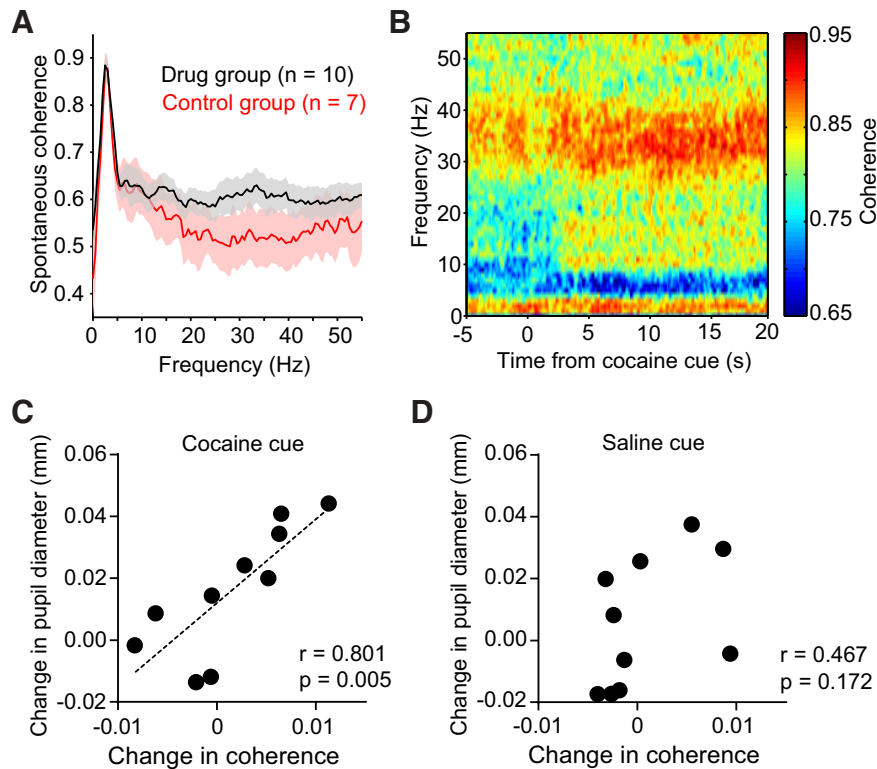 A
0.9
0.8
0.7
0.6
0.5
0.4
Spontaneous coherence
Drug group (n = 10)
Control group (n = 7)
0 10 20 30 40 50
Frequency (Hz)
B
50
40
30
20
10
0
Frequency (Hz)
-5 0 5 10 15 20
Time from cocaine cue (s)
0.95
0.85
0.75
0.65
Coherence
C
Cocaine cue
0.06
0.04
0.02
0.00
-0.02
Change in pupil diameter (mm)
r = 0.801
p = 0.005
-0.01 0 0.01
Change in coherence
D
Saline cue
0.06
0.04
0.02
0.00
-0.02
Change in pupil diameter (mm)
r = 0.467
p = 0.172
-0.01 0 0.01
Change in coherence